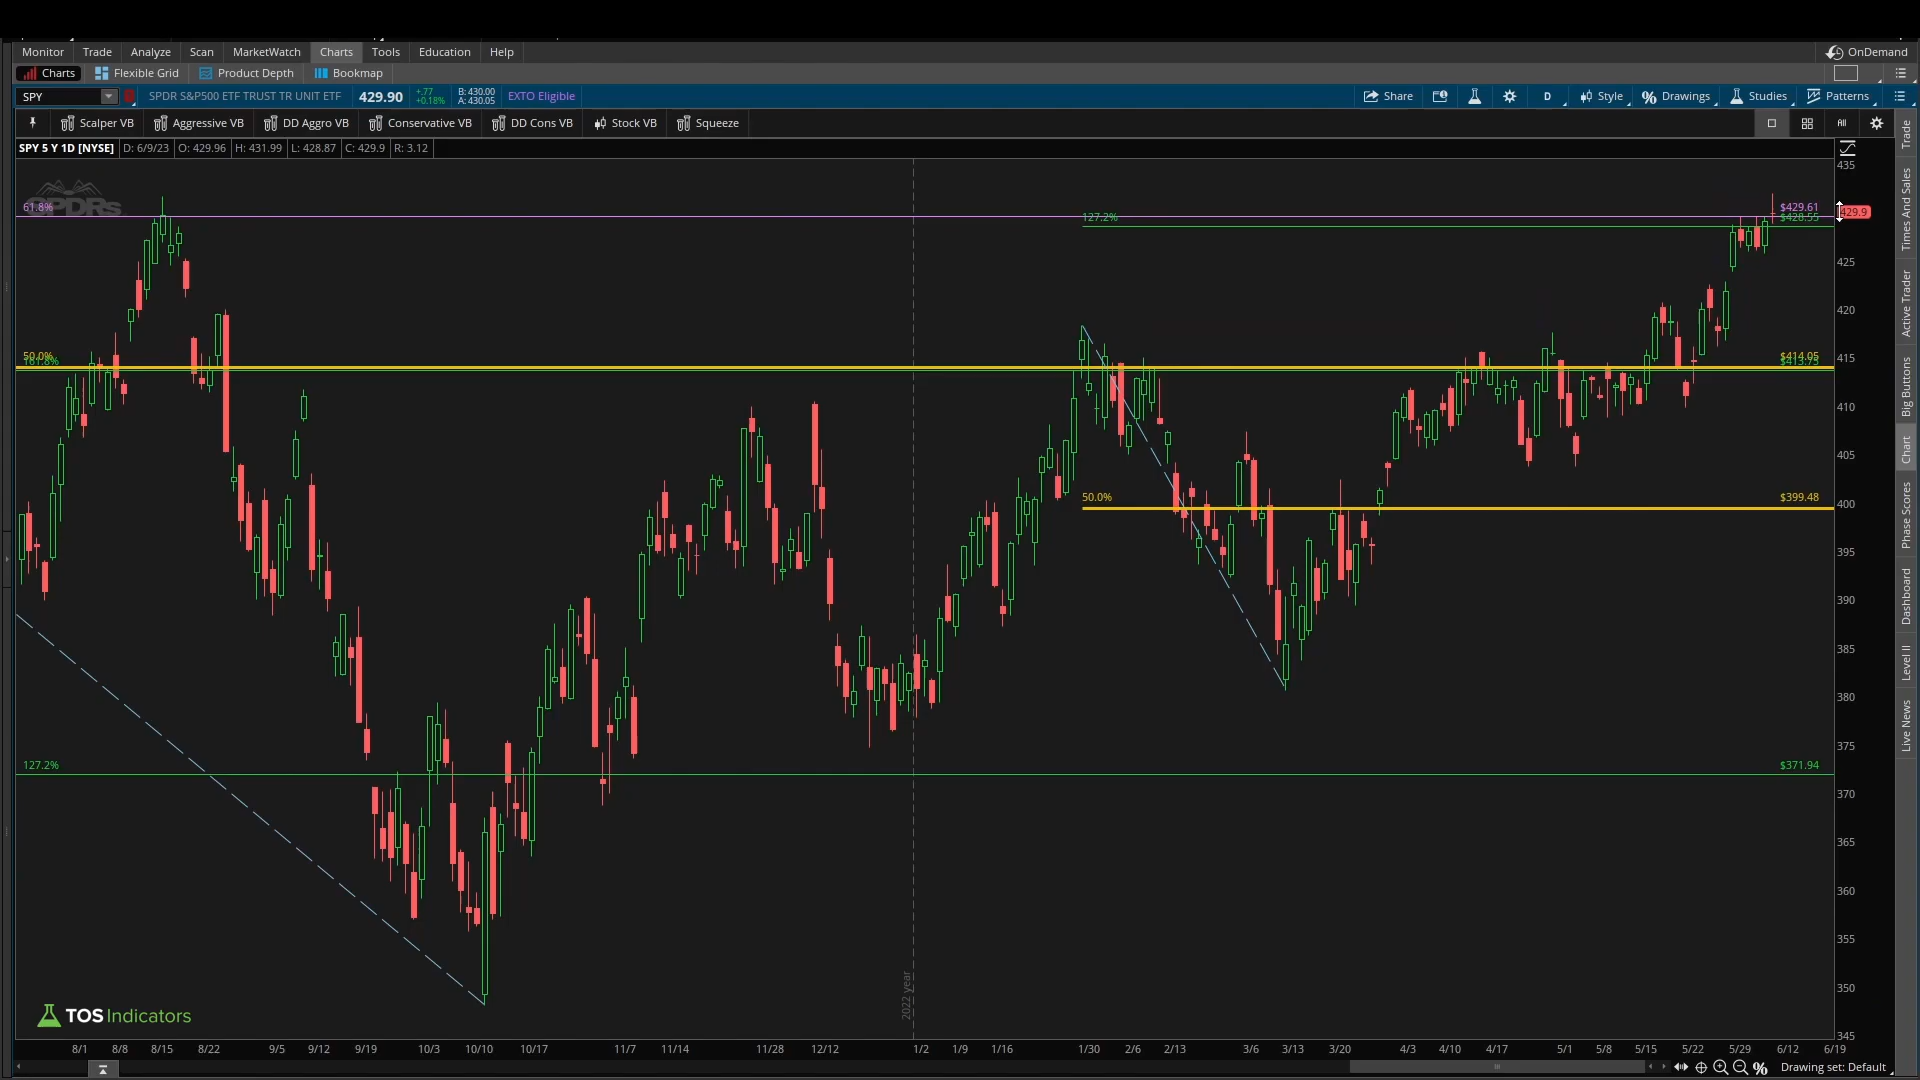 Monitor Trade Analyze Scan MarketWatch Charts Tools Education Help OnDemand
Charts Flexible Grid Product Depth Bookmap
SPY SPDR S&P500 ETF TRUST TR UNIT ETF 429.90 +.77 +0.18% B: 430.00 A: 430.05 EXTO Eligible Share D Style Drawings Studies Patterns
Scalper VB Aggressive VB DD Aggro VB Conservative VB DD Cons VB Stock VB Squeeze All
SPY 5 Y 1D [NYSE] D: 6/9/23 O: 429.96 H: 431.99 L: 428.87 C: 429.9 R: 3.12
SPDRs
61.8% $429.61
127.2% $428.55
429.9
50.0% $414.05
161.8% $413.75
50.0% $399.48
127.2% $371.94
435
425
420
415
410
405
400
395
390
385
380
375
370
365
360
355
350
345
2022 year
TOS Indicators
8/1 8/8 8/15 8/22 9/5 9/12 9/19 10/3 10/10 10/17 11/7 11/14 11/28 12/12 1/2 1/9 1/16 1/30 2/6 2/13 3/6 3/13 3/20 4/3 4/10 4/17 5/1 5/8 5/15 5/22 5/29 6/12 6/19
Drawing set: Default
Trade
Times And Sales
Active Trader
Big Buttons
Chart
Phase Scores
Dashboard
Level II
Live News